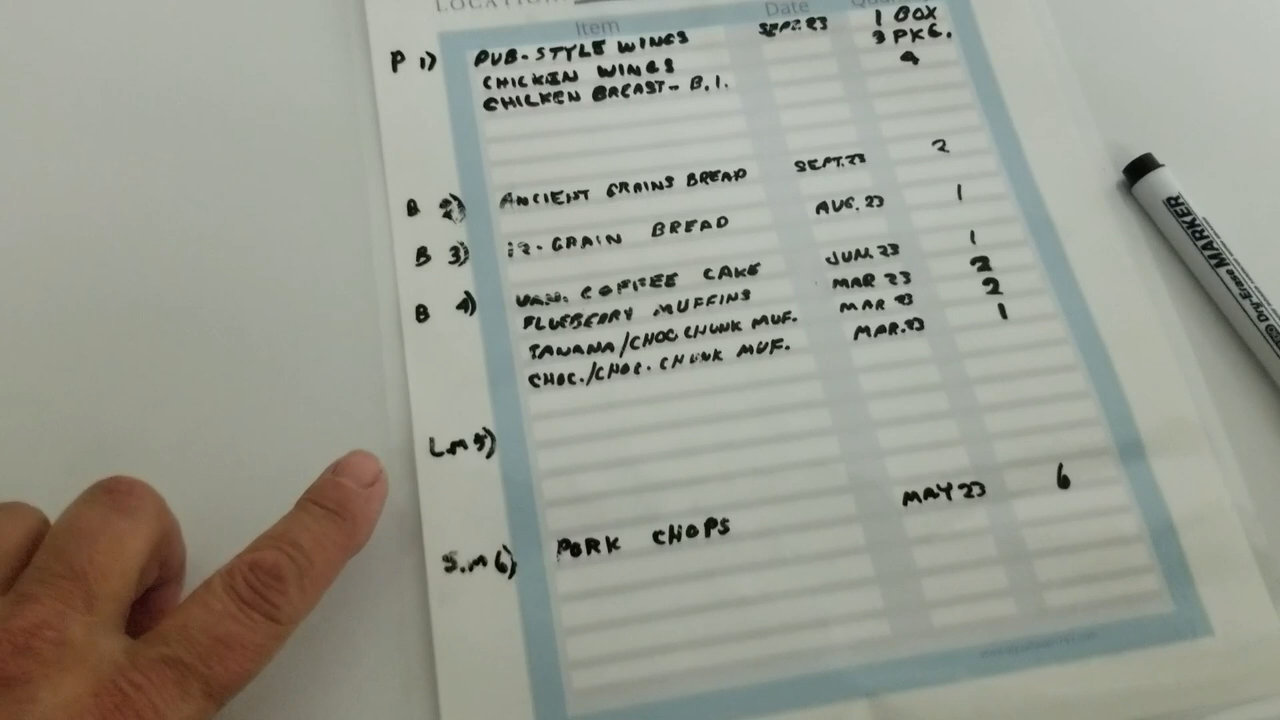 LOCATION:
Item Date Quan
P 1) PUB-STYLE WINGS SEPT. 23 1 BOX
CHICKEN WINGS 3 PKG.
CHICKEN BREAST- B.I. 4
B 2) ANCIENT GRAINS BREAD SEPT. 23 2
B 3) 12-GRAIN BREAD AUG. 23 1
B 4) VAN. COFFEE CAKE JUN. 23 1
BLUEBERRY MUFFINS MAR 23 2
BANANA/CHOC CHUNK MUF. MAR 23 2
CHOC./CHOC. CHUNK MUF. MAR. 23 1
L.M 5)
S.M 6) PORK CHOPS MAY 23 6
Dry-Erase MARKER